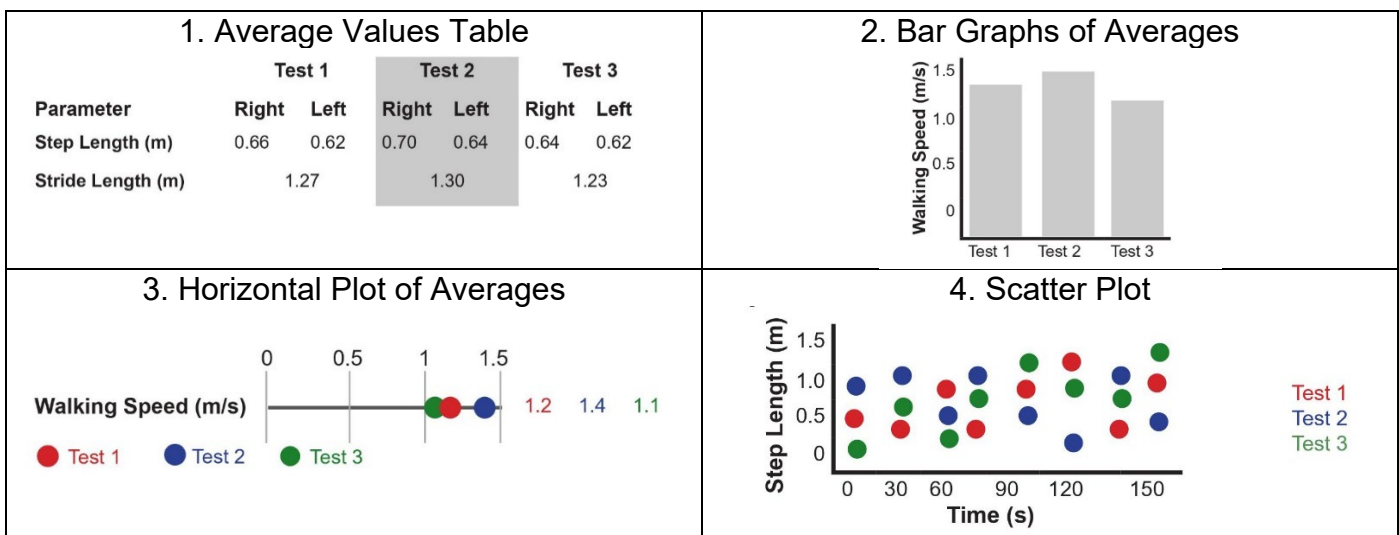 1. Average Values Table
Test 1 Test 2 Test 3
Parameter Right Left Right Left Right Left
Step Length (m) 0.66 0.62 0.70 0.64 0.64 0.62
Stride Length (m) 1.27 1.30 1.23
2. Bar Graphs of Averages
Walking Speed (m/s)
1.5
1.0
0.5
0
Test 1 Test 2 Test 3
3. Horizontal Plot of Averages
0 0.5 1 1.5
Walking Speed (m/s) 1.2 1.4 1.1
Test 1 Test 2 Test 3
4. Scatter Plot
Step Length (m)
1.5
1.0
0.5
0
0 30 60 90 120 150
Time (s)
Test 1
Test 2
Test 3